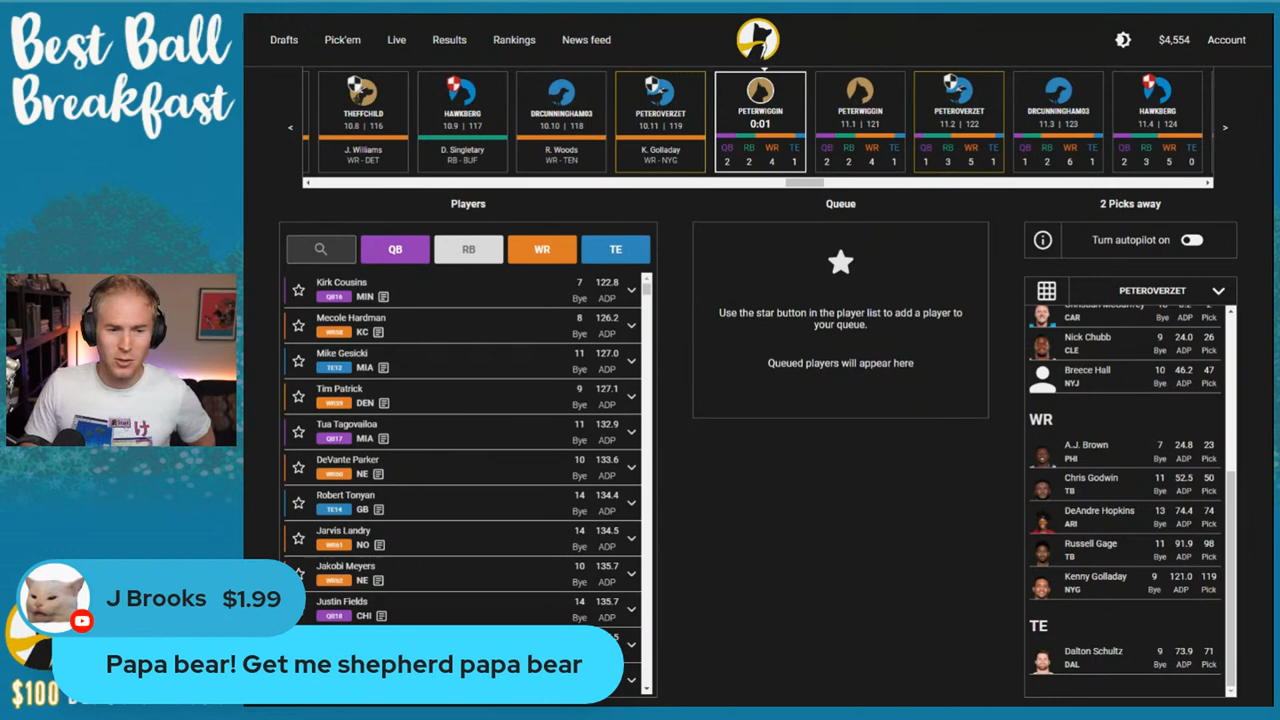 Best Ball
Breakfast
Drafts
Pick'em
Live
Results
Rankings
News feed
$4,554
Account
<
THEFFCHILD
10.8 | 116
J. Williams
WR - DET
HAWKBERG
10.9 | 117
D. Singletary
RB - BUF
DRCUNNINGHAM03
10.10 | 118
R. Woods
WR - TEN
PETEROVERZET
10.11 | 119
K. Golladay
WR - NYG
PETERWIGGIN
0:01
QB RB WR TE
2 2 4 1
PETERWIGGIN
11.1 | 121
QB RB WR TE
2 2 4 1
PETEROVERZET
11.2 | 122
QB RB WR TE
1 3 5 1
DRCUNNINGHAM03
11.3 | 123
QB RB WR TE
1 2 6 1
HAWKBERG
11.4 | 124
QB RB WR TE
2 3 5 0
>
Players
QB
RB
WR
TE
Kirk Cousins 7 122.8
QB16 MIN Bye ADP
Mecole Hardman 8 126.2
WR58 KC Bye ADP
Mike Gesicki 11 127.0
TE12 MIA Bye ADP
Tim Patrick 9 127.1
WR59 DEN Bye ADP
Tua Tagovailoa 11 132.9
QB17 MIA Bye ADP
DeVante Parker 10 133.6
WR60 NE Bye ADP
Robert Tonyan 14 134.4
TE14 GB Bye ADP
Jarvis Landry 14 134.5
WR61 NO Bye ADP
Jakobi Meyers 10 135.7
WR62 NE Bye ADP
Justin Fields 14 135.7
QB18 CHI Bye ADP
Queue
Use the star button in the player list to add a player to
your queue.
Queued players will appear here
2 Picks away
Turn autopilot on
PETEROVERZET
CAR Bye ADP Pick
Nick Chubb 9 24.0 26
CLE Bye ADP Pick
Breece Hall 10 46.2 47
NYJ Bye ADP Pick
WR
A.J. Brown 7 24.8 23
PHI Bye ADP Pick
Chris Godwin 11 52.5 50
TB Bye ADP Pick
DeAndre Hopkins 13 74.4 74
ARI Bye ADP Pick
Russell Gage 11 91.9 98
TB Bye ADP Pick
Kenny Golladay 9 121.0 119
NYG Bye ADP Pick
TE
Dalton Schultz 9 73.9 71
DAL Bye ADP Pick
J Brooks $1.99
Papa bear! Get me shepherd papa bear
$100